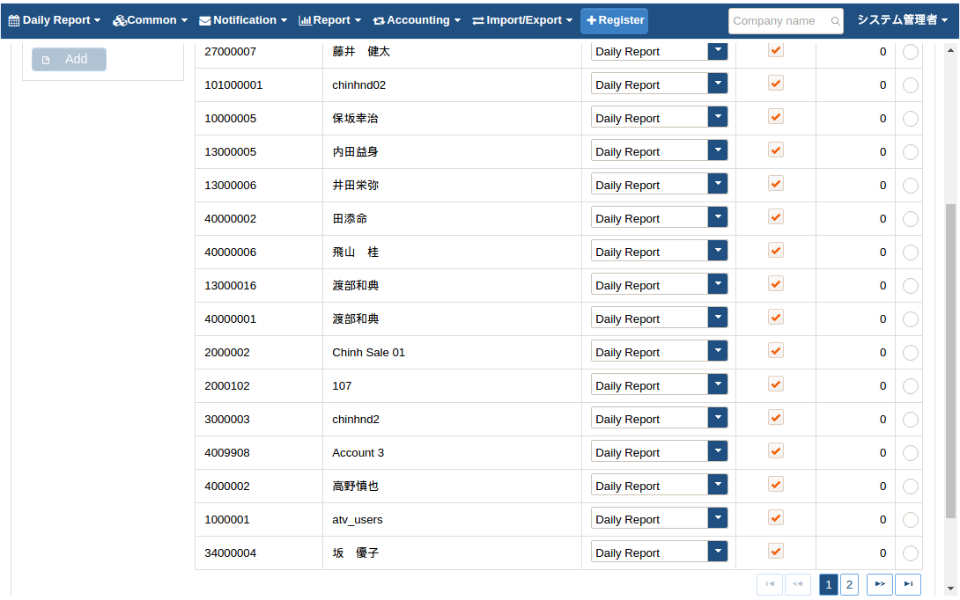 Daily Report Common Notification Report Accounting Import/Export Register Company name システム管理者
Add
27000007 藤井　健太 Daily Report 0
101000001 chinhnd02 Daily Report 0
10000005 保坂幸治 Daily Report 0
13000005 内田益身 Daily Report 0
13000006 井田栄弥 Daily Report 0
40000002 田添命 Daily Report 0
40000006 飛山　桂 Daily Report 0
13000016 渡部和典 Daily Report 0
40000001 渡部和典 Daily Report 0
2000002 Chinh Sale 01 Daily Report 0
2000102 107 Daily Report 0
3000003 chinhnd2 Daily Report 0
4009908 Account 3 Daily Report 0
4000002 高野慎也 Daily Report 0
1000001 atv_users Daily Report 0
34000004 坂　優子 Daily Report 0
1 2